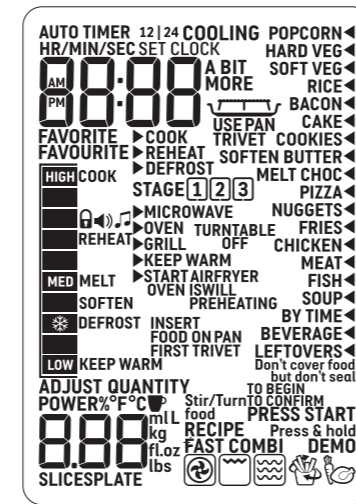 AUTO TIMER 12|24 COOLING POPCORN◀
HR/MIN/SEC SET CLOCK HARD VEG◀
A BIT SOFT VEG◀
AM 88:88 MORE RICE◀
PM BACON◀
USE PAN CAKE◀
FAVORITE ▶COOK TRIVET COOKIES◀
FAVOURITE ▶REHEAT SOFTEN BUTTER◀
▶DEFROST MELT CHOC◀
HIGH COOK STAGE 1 2 3 PIZZA◀
▶MICROWAVE NUGGETS◀
▶OVEN TURNTABLE FRIES◀
REHEAT ▶GRILL OFF CHICKEN◀
▶KEEP WARM MEAT◀
MED MELT ▶START AIRFRYER FISH◀
OVEN IS WILL
SOFTEN PREHEATING SOUP◀
DEFROST INSERT BY TIME◀
FOOD ON PAN BEVERAGE◀
FIRST TRIVET LEFTOVERS◀
LOW KEEP WARM Don't cover food
but don't seal
ADJUST QUANTITY TO BEGIN
POWER%°F°C Stir/Turn TO CONFIRM
8.88 ml L food PRESS START
kg RECIPE Press & hold
fl.oz FAST COMBI DEMO
lbs
SLICESPLATE